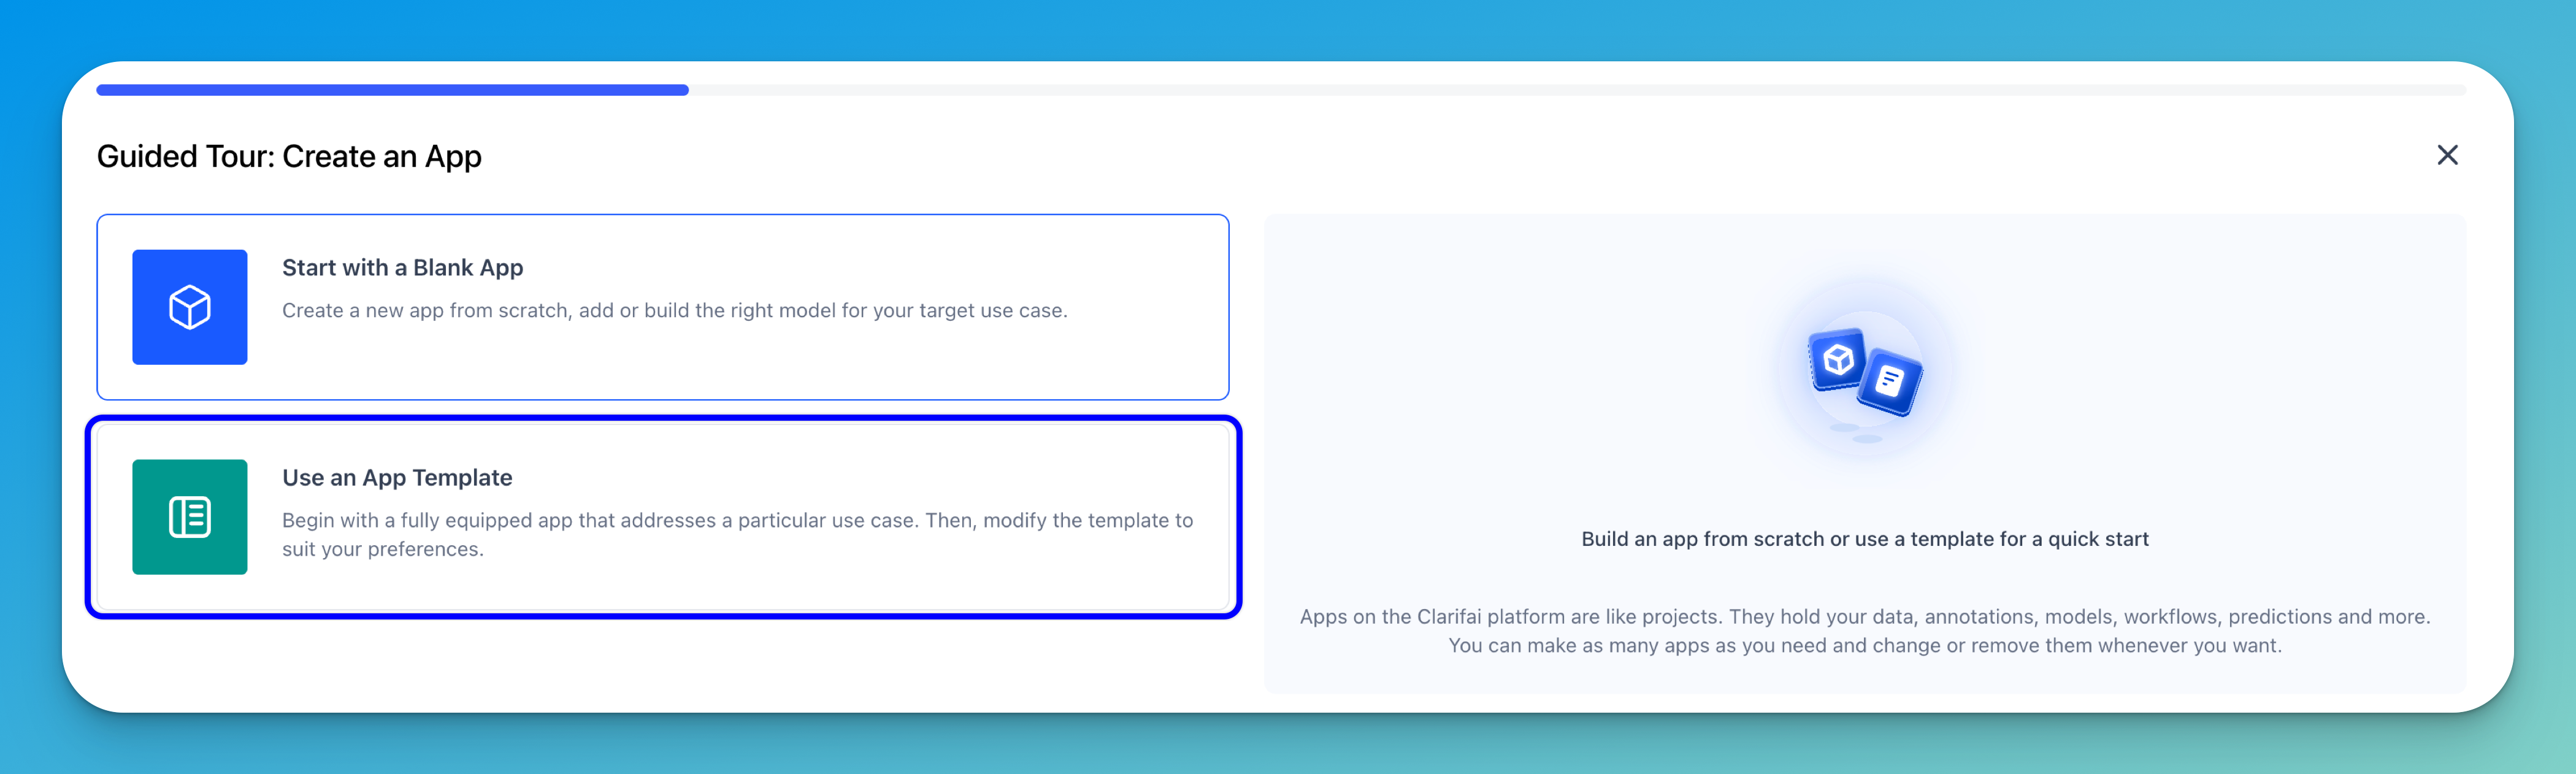 Guided Tour: Create an App
Start with a Blank App
Create a new app from scratch, add or build the right model for your target use case.
Use an App Template
Begin with a fully equipped app that addresses a particular use case. Then, modify the template to
suit your preferences.
Build an app from scratch or use a template for a quick start
Apps on the Clarifai platform are like projects. They hold your data, annotations, models, workflows, predictions and more.
You can make as many apps as you need and change or remove them whenever you want.